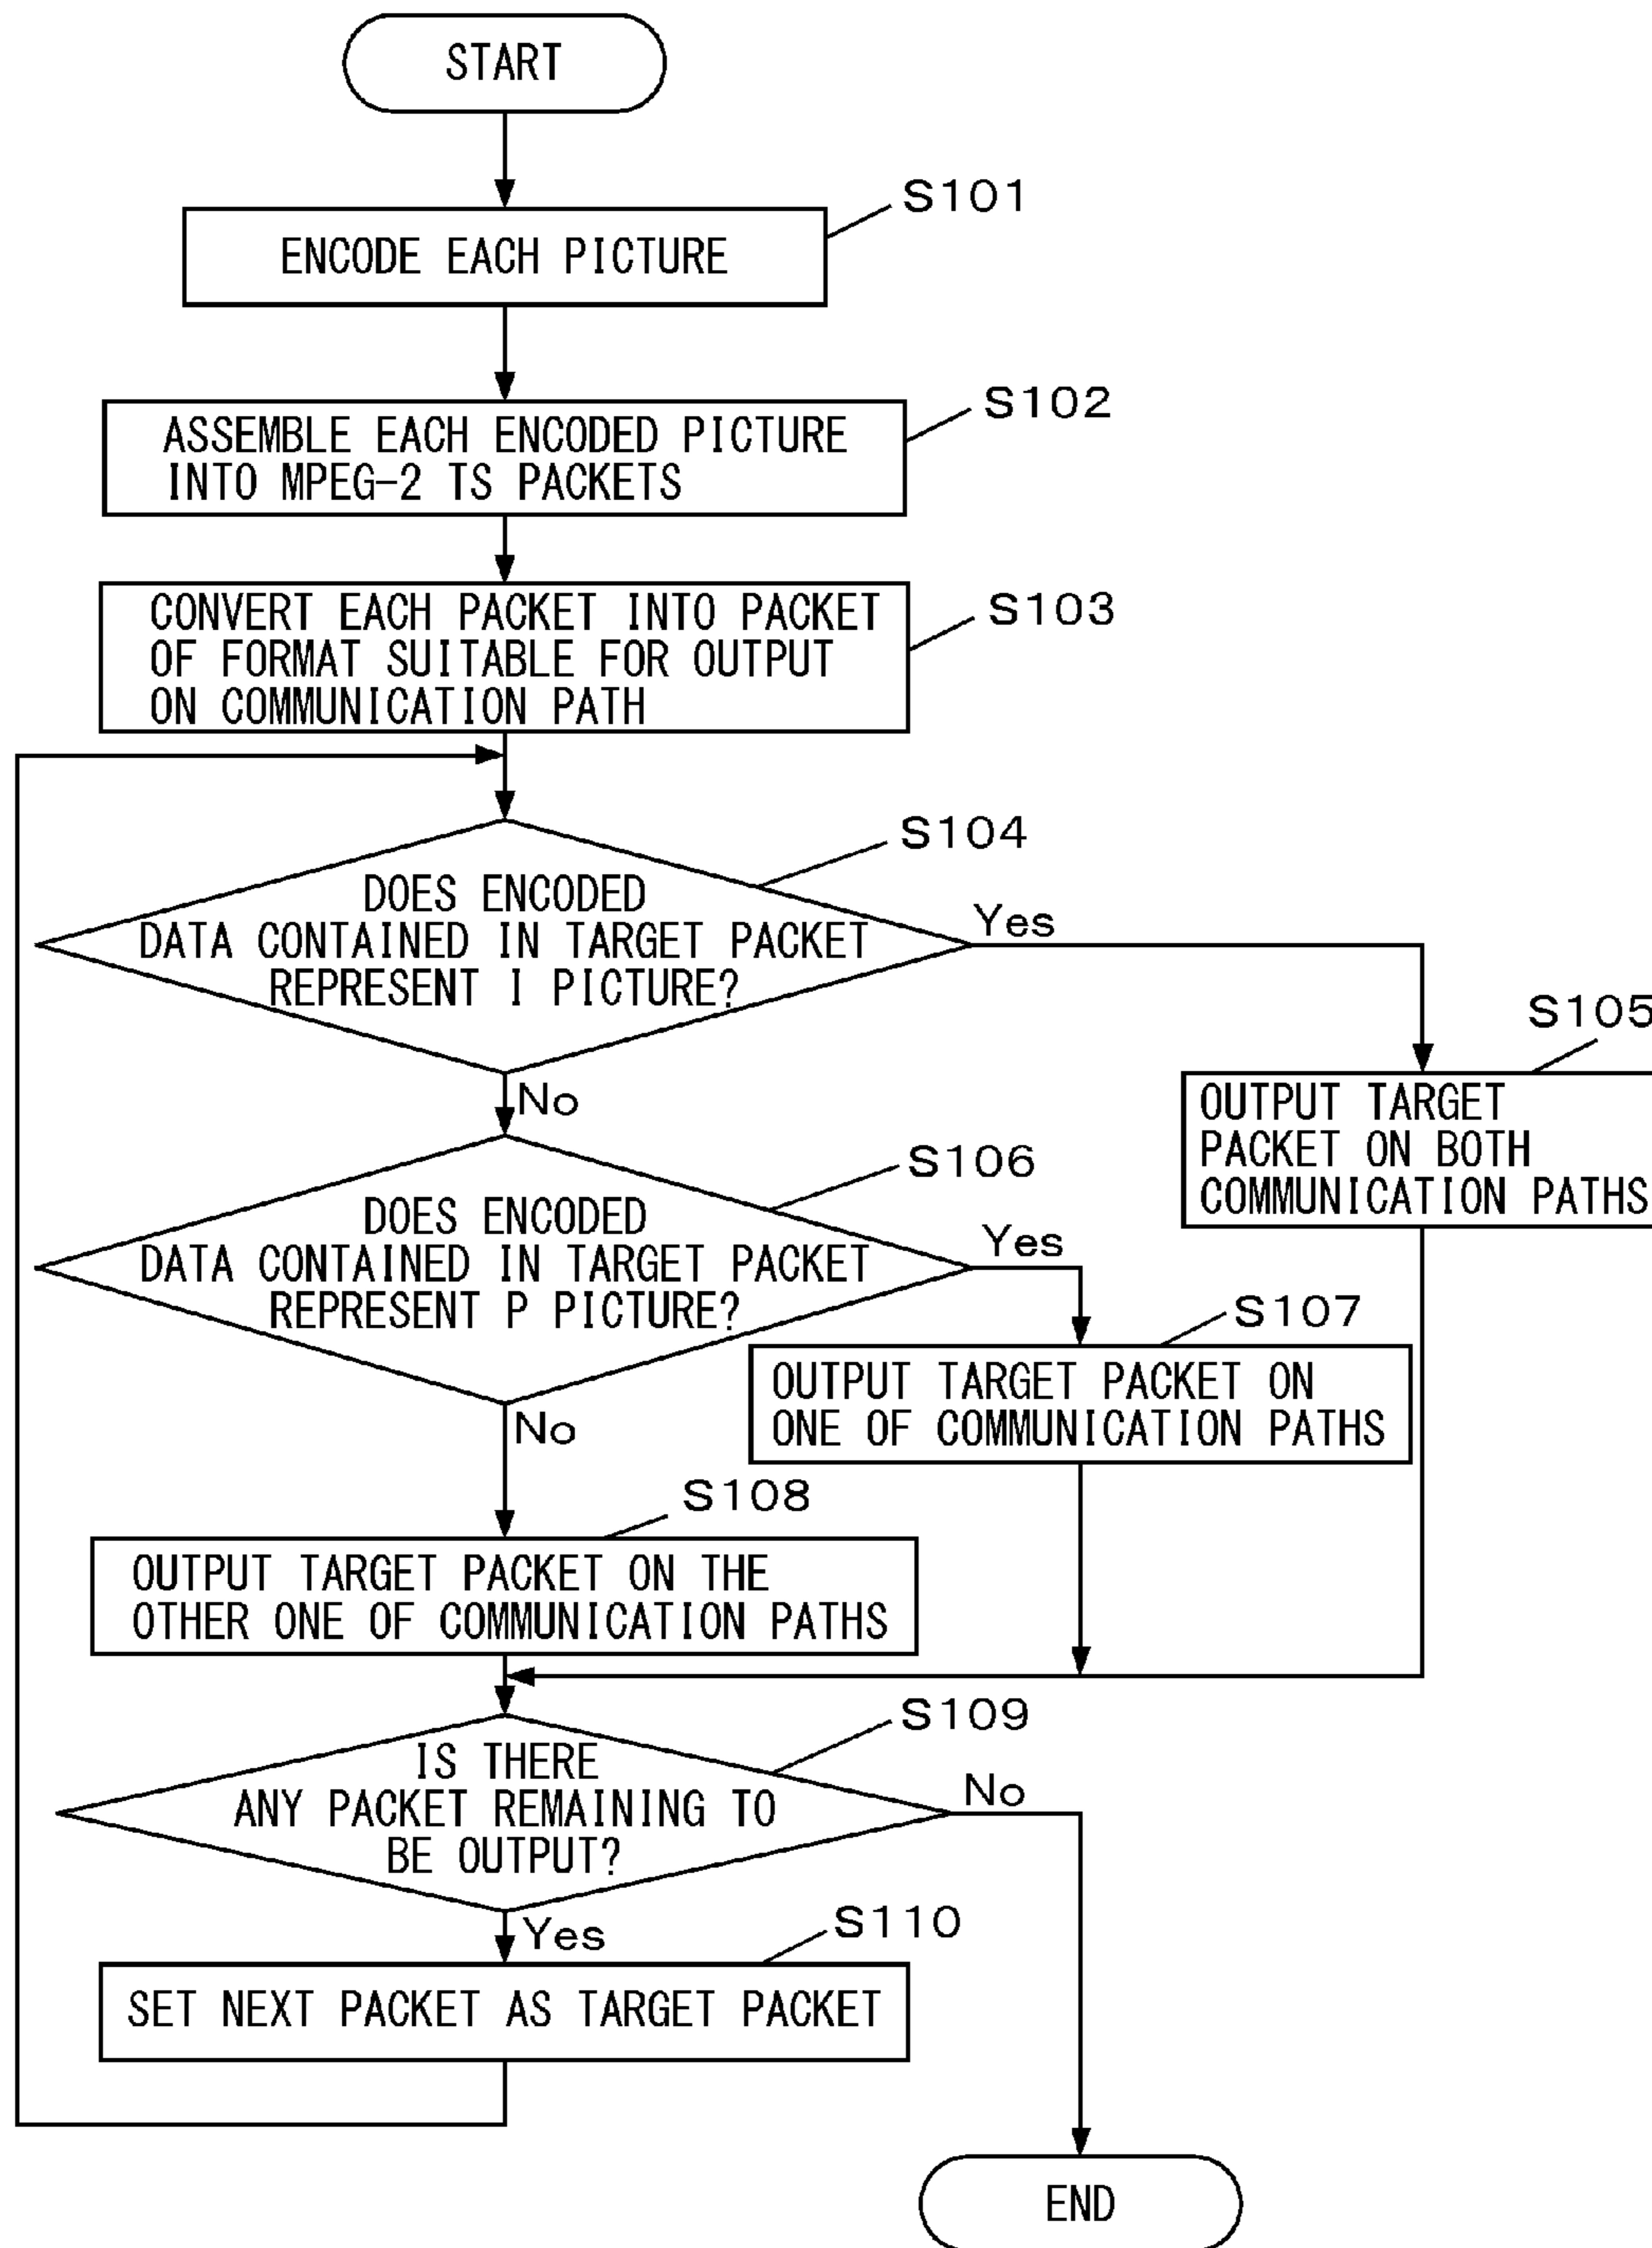 START
S101
ENCODE EACH PICTURE
S102
ASSEMBLE EACH ENCODED PICTURE
INTO MPEG-2 TS PACKETS
S103
CONVERT EACH PACKET INTO PACKET
OF FORMAT SUITABLE FOR OUTPUT
ON COMMUNICATION PATH
S104
DOES ENCODED
DATA CONTAINED IN TARGET PACKET
REPRESENT I PICTURE?
Yes
S105
OUTPUT TARGET
PACKET ON BOTH
COMMUNICATION PATHS
No
S106
DOES ENCODED
DATA CONTAINED IN TARGET PACKET
REPRESENT P PICTURE?
Yes
S107
OUTPUT TARGET PACKET ON
ONE OF COMMUNICATION PATHS
No
S108
OUTPUT TARGET PACKET ON THE
OTHER ONE OF COMMUNICATION PATHS
S109
IS THERE
ANY PACKET REMAINING TO
BE OUTPUT?
No
Yes
S110
SET NEXT PACKET AS TARGET PACKET
END